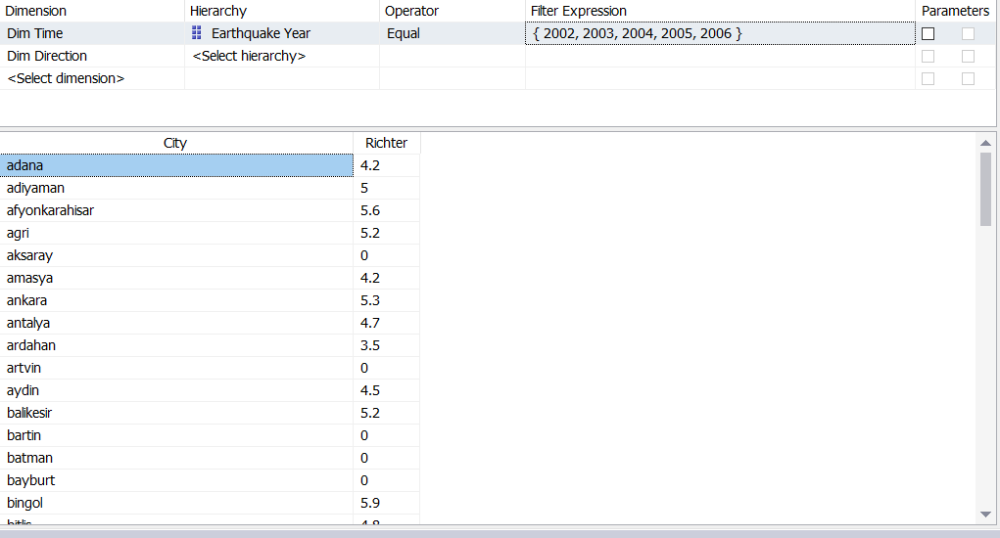 Dimension Hierarchy Operator Filter Expression Parameters
Dim Time Earthquake Year Equal { 2002, 2003, 2004, 2005, 2006 }
Dim Direction <Select hierarchy>
<Select dimension>
City Richter
adana 4.2
adiyaman 5
afyonkarahisar 5.6
agri 5.2
aksaray 0
amasya 4.2
ankara 5.3
antalya 4.7
ardahan 3.5
artvin 0
aydin 4.5
balikesir 5.2
bartin 0
batman 0
bayburt 0
bingol 5.9
bitlis 4.8